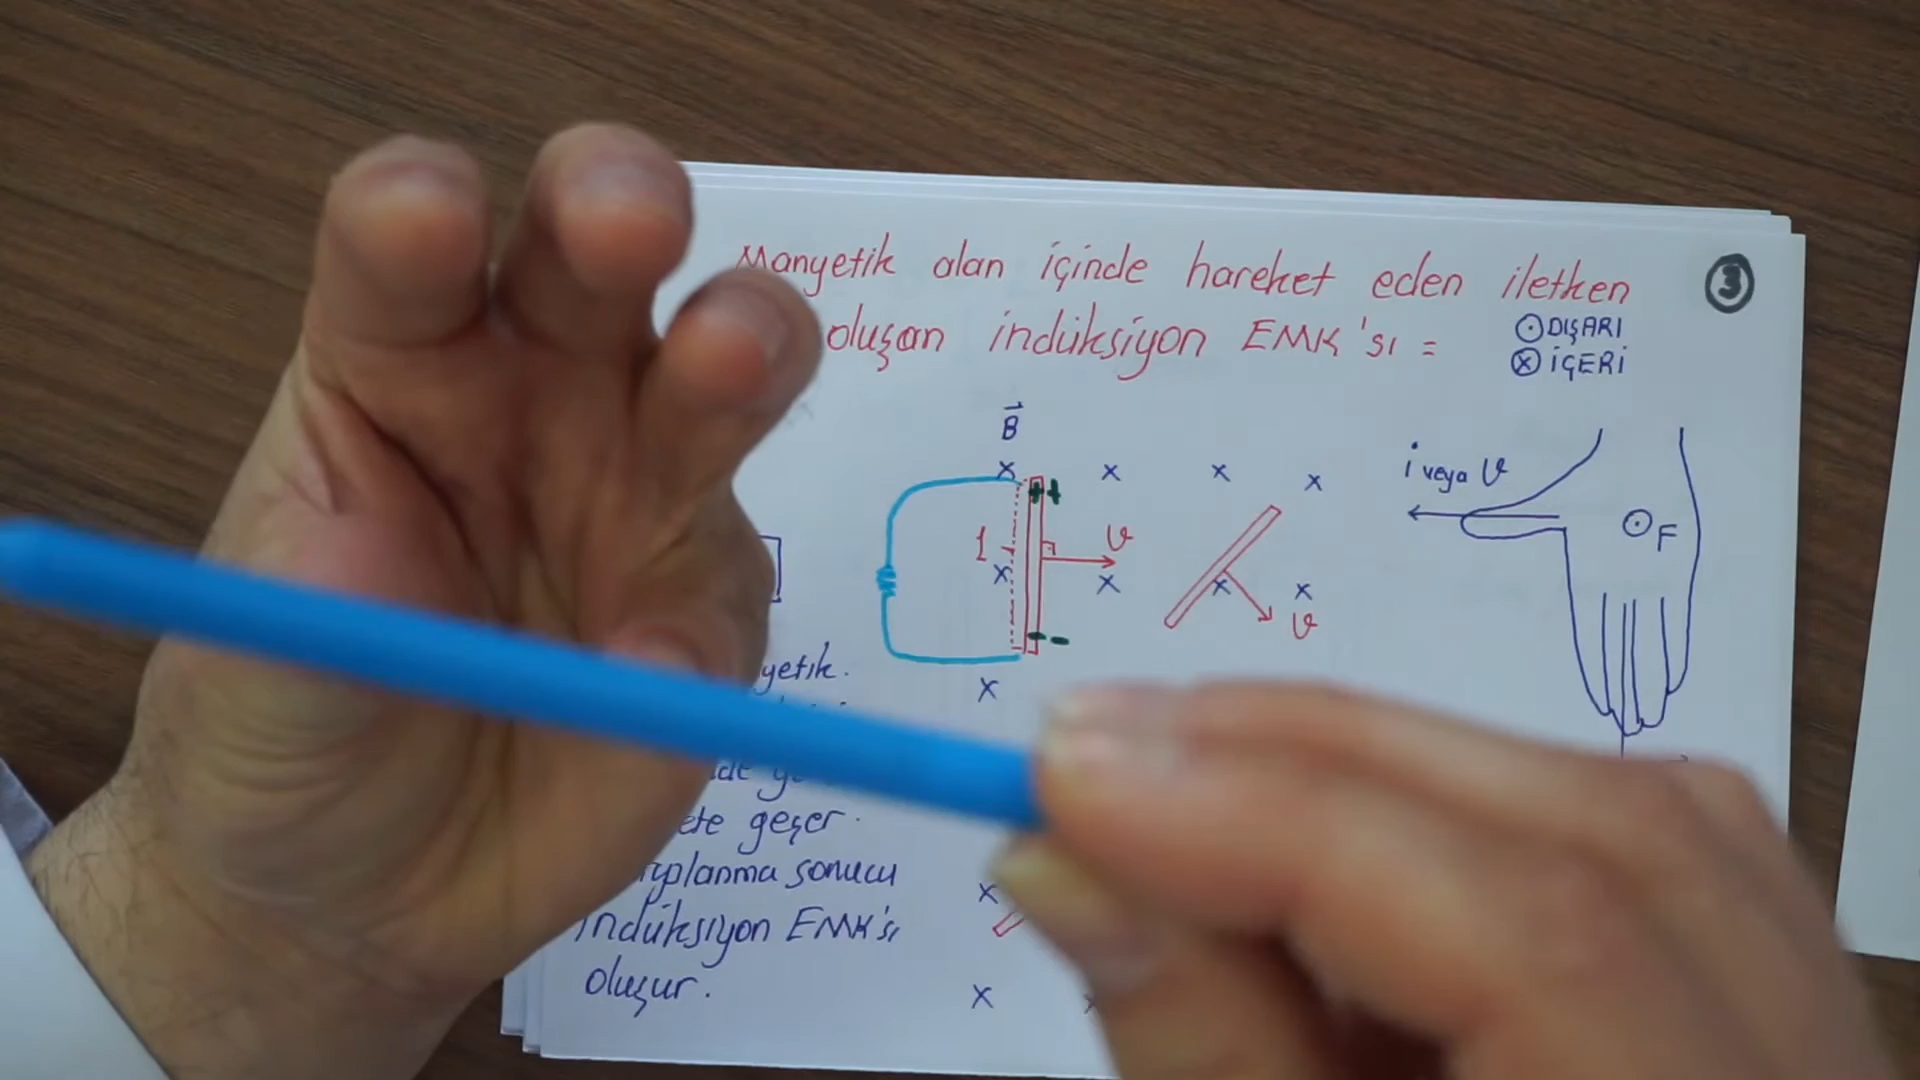 Manyetik alan içinde hareket eden iletken
oluşan indüksiyon EMK'sı =
③
⊙ DIŞARI
⊗ İÇERİ
B
x x x x
++
l
v
x x x x
v
--
x
i veya v
⊙ F
yetik.
ete geçer.
plonma sonucu
indüksiyon EMK'sı
oluşur.
x
x